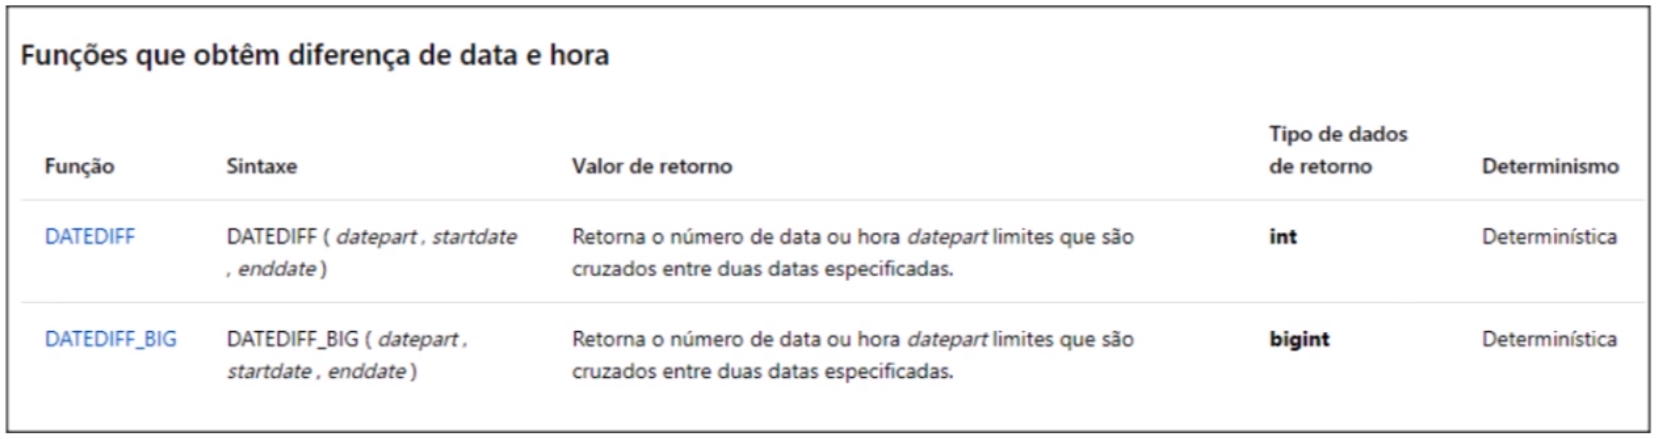 Funções que obtêm diferença de data e hora
Tipo de dados
Função Sintaxe Valor de retorno de retorno Determinismo
DATEDIFF DATEDIFF ( datepart , startdate Retorna o número de data ou hora datepart limites que são int Determinística
, enddate ) cruzados entre duas datas especificadas.
DATEDIFF_BIG DATEDIFF_BIG ( datepart , Retorna o número de data ou hora datepart limites que são bigint Determinística
startdate , enddate ) cruzados entre duas datas especificadas.